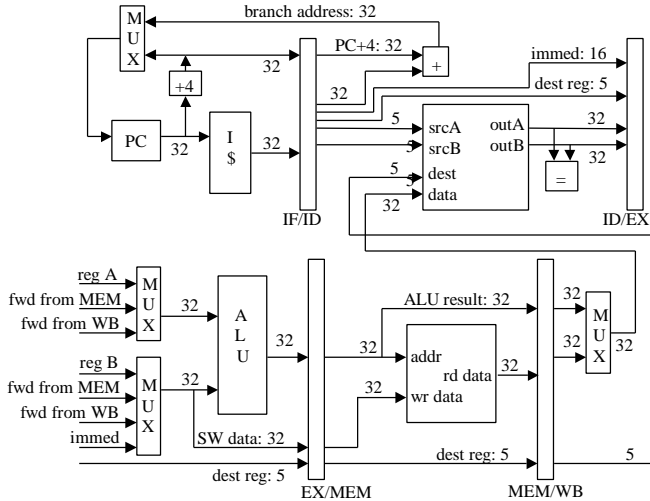 branch address: 32
M
U
X
PC+4: 32
+
immed: 16
32
dest reg: 5
+4
32
5
srcA
outA
32
PC
32
I
$
32
5
srcB
outB
32
5
dest
=
5
data
32
IF/ID
ID/EX
reg A
M
U
X
fwd from MEM
32
fwd from WB
A
L
U
32
ALU result: 32
32
M
U
X
32
32
reg B
M
U
X
fwd from MEM
32
fwd from WB
immed
SW data: 32
32
addr
rd data
32
32
wr data
dest reg: 5
5
5
EX/MEM
MEM/WB